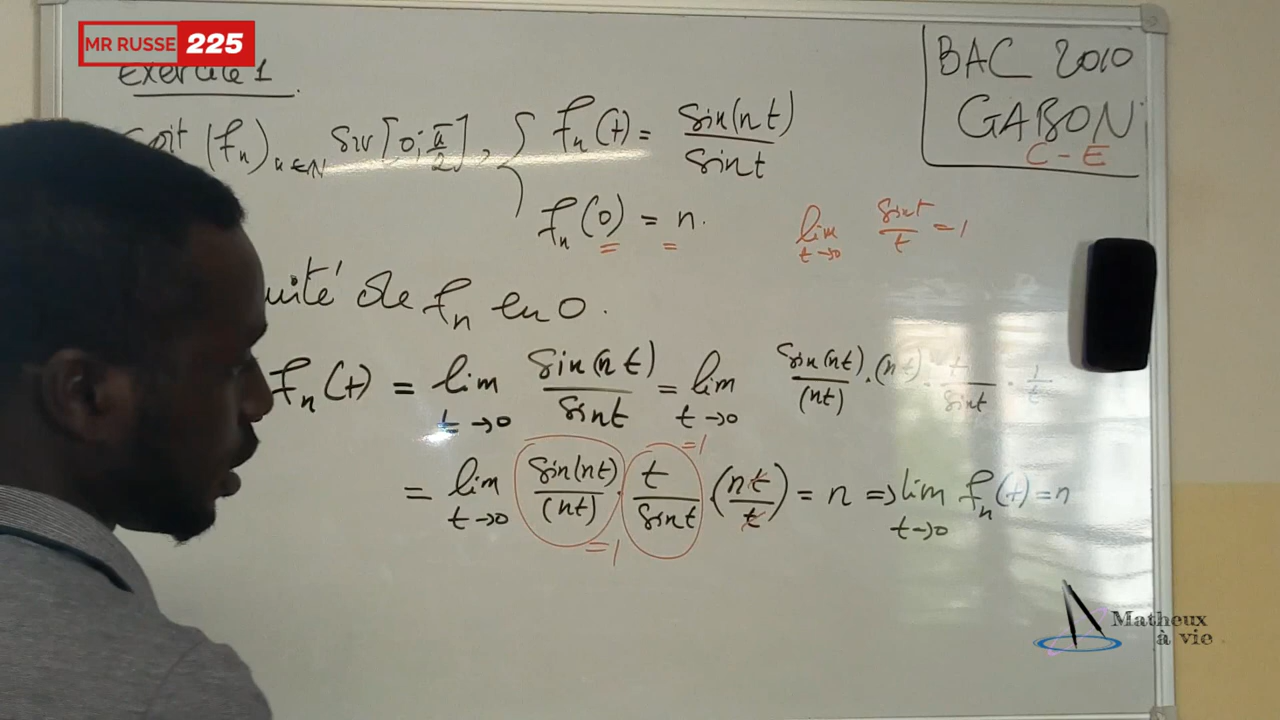 MR RUSSE 225
Exercice 1
BAC 2010
GABON
C - E
soit (fn)n∈N sur [0; π/2], { fn(t) = sin(nt)/sint
fn(0) = n.
lim t→0 sint/t = 1
uité de fn en 0.
fn(t) = lim t→0 sin(nt)/sint = lim t→0 sin(nt)/(nt) · (nt) · t/sint · 1/t
= lim t→0 sin(nt)/(nt) · t/sint · (nt/t) = n => lim t→0 fn(t) = n
=1
=1
Matheux
à vie